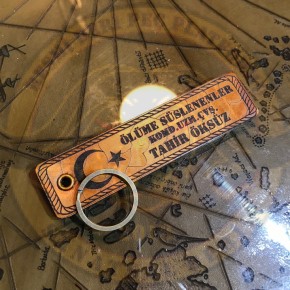 ÖLÜME SÜSLENENLER
KOMD.UZM.ÇVŞ.
TAHİR ÖKSÜZ